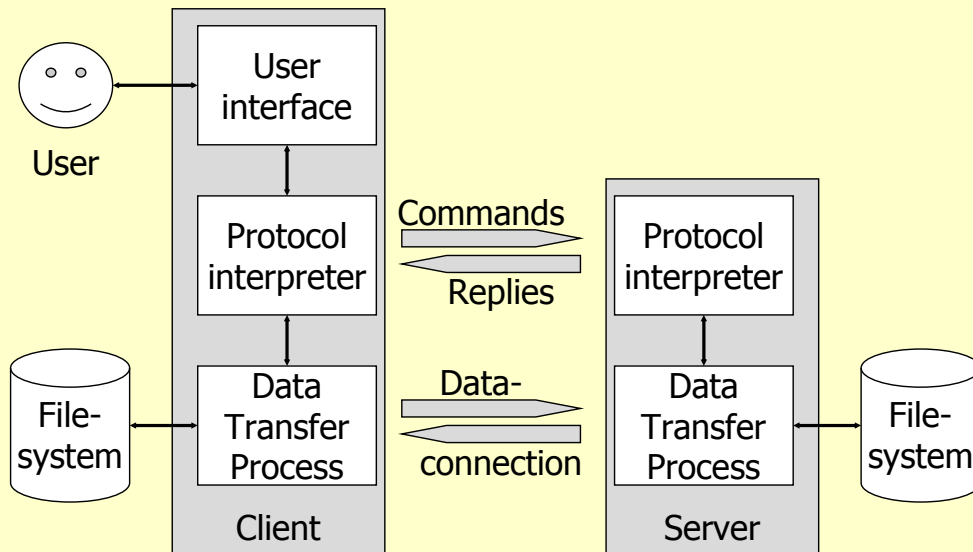 User
interface
User
Protocol
interpreter
Commands
Replies
Protocol
interpreter
File-
system
Data
Transfer
Process
Data-
connection
Data
Transfer
Process
File-
system
Client
Server